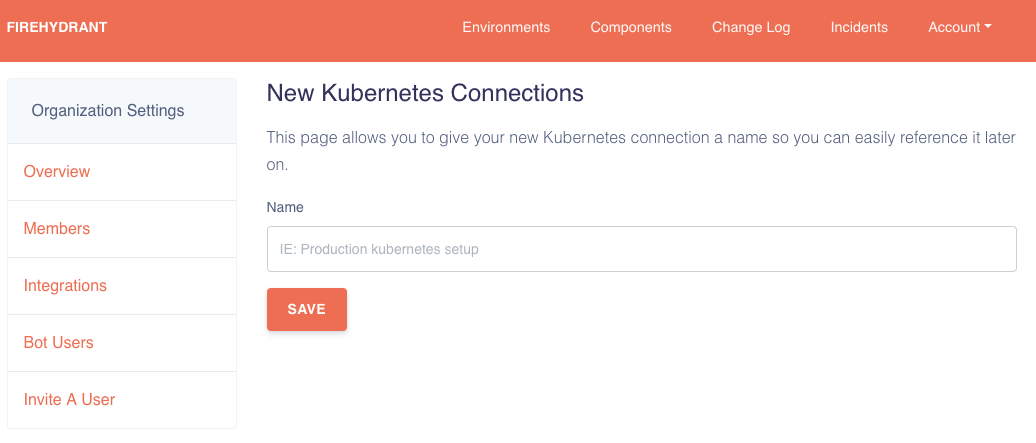 FIREHYDRANT
Environments
Components
Change Log
Incidents
Account
Organization Settings
Overview
Members
Integrations
Bot Users
Invite A User
New Kubernetes Connections
This page allows you to give your new Kubernetes connection a name so you can easily reference it later
on.
Name
IE: Production kubernetes setup
SAVE